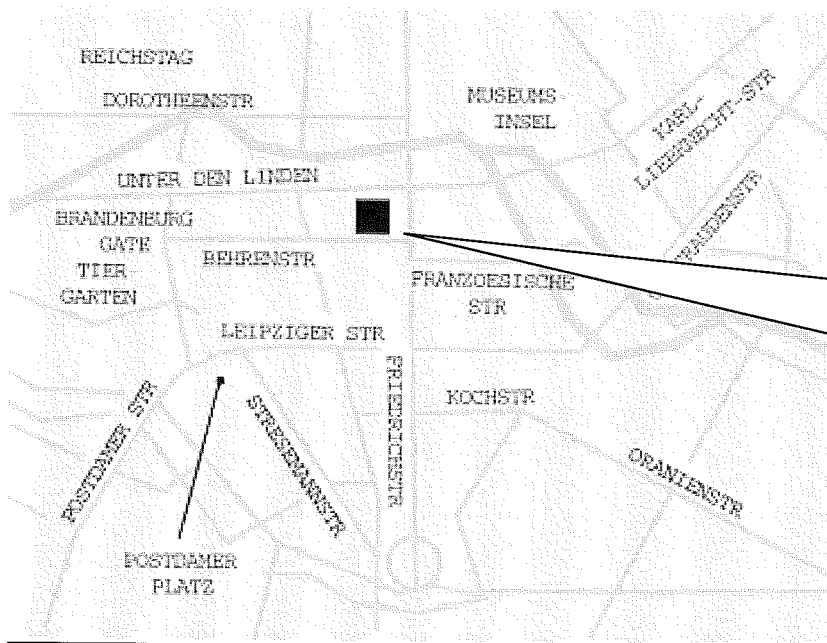 REICHSTAG
DOROTHEENSTR
MUSEUMS-
INSEL
KARL-
LIEBKNECHT-STR
UNTER DEN LINDEN
BRANDENBURG
GATE
TIER-
GARTEN
BEHRENSTR
FRANZOESISCHE
STR
LEIPZIGER STR
FRIEDRICHSTR
KOCHSTR
POSTDAMER STR
STRESEMANNSTR
ORANIENSTR
POSTDAMER
PLATZ